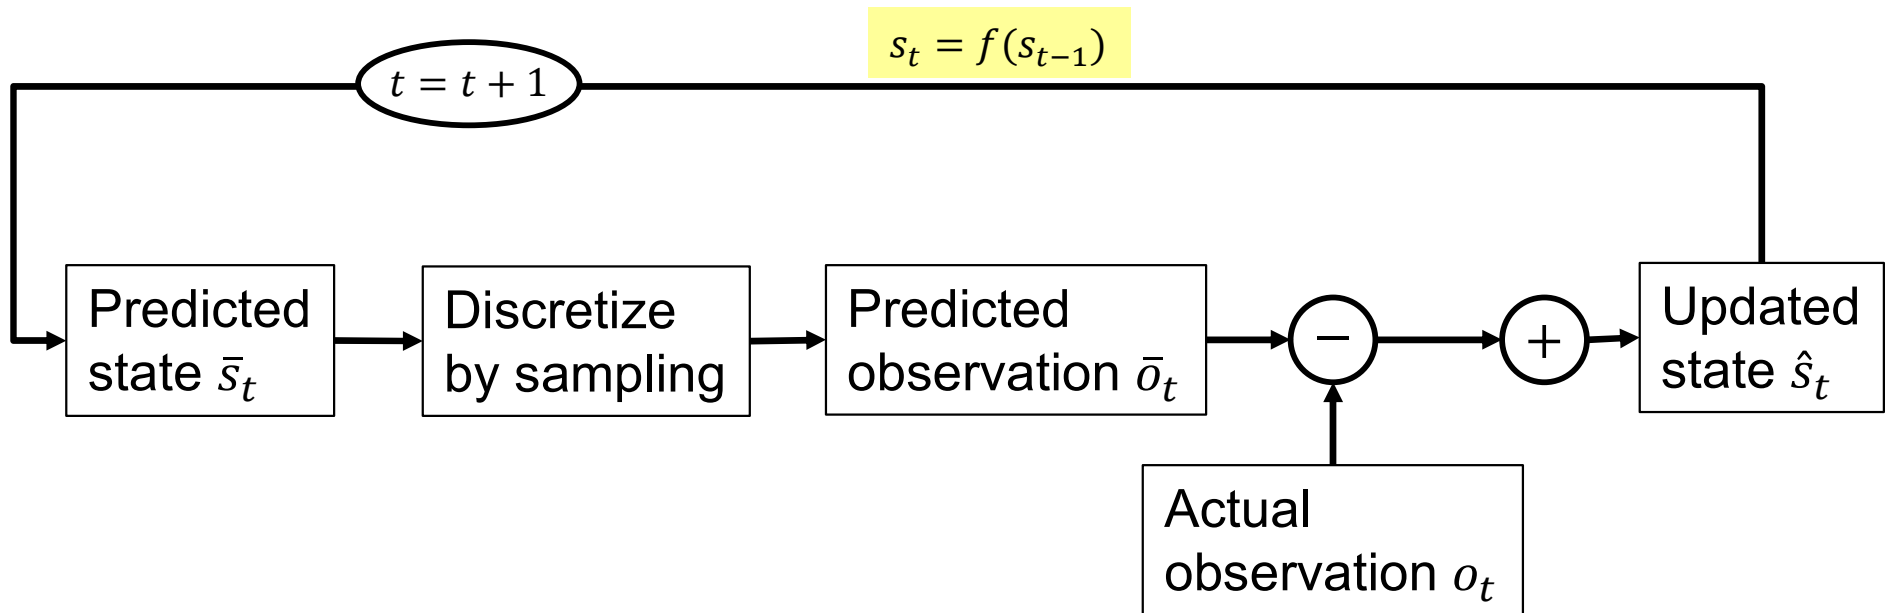 s_t = f(s_{t−1})
t = t + 1
Predicted
state s̄_t
Discretize
by sampling
Predicted
observation ō_t
−
+
Updated
state ŝ_t
Actual
observation o_t